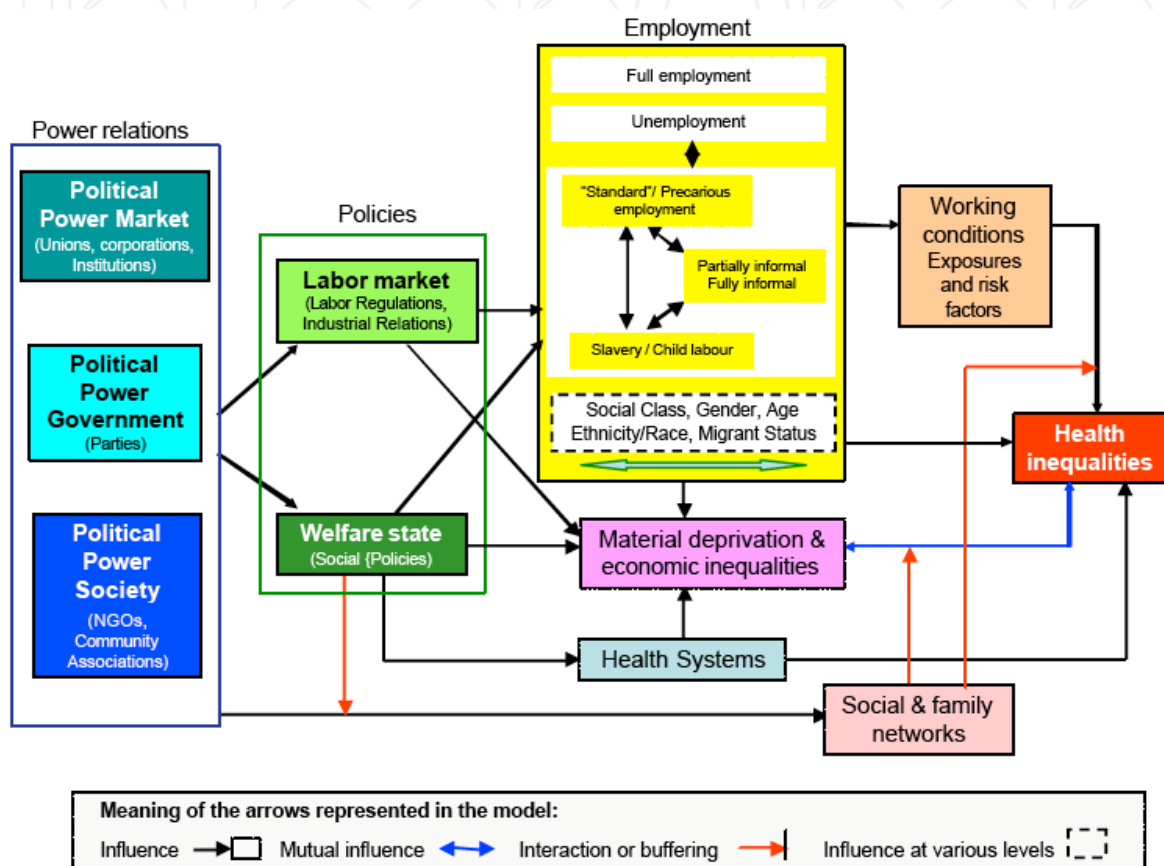 Employment
Full employment
Unemployment
"Standard"/ Precarious
employment
Partially informal
Fully informal
Slavery / Child labour
Social Class, Gender, Age
Ethnicity/Race, Migrant Status
Power relations
Political
Power Market
(Unions, corporations,
Institutions)
Political
Power
Government
(Parties)
Political
Power
Society
(NGOs,
Community
Associations)
Policies
Labor market
(Labor Regulations,
Industrial Relations)
Welfare state
(Social {Policies)
Working
conditions
Exposures
and risk
factors
Health
inequalities
Material deprivation &
economic inequalities
Health Systems
Social & family
networks
Meaning of the arrows represented in the model:
Influence Mutual influence Interaction or buffering Influence at various levels